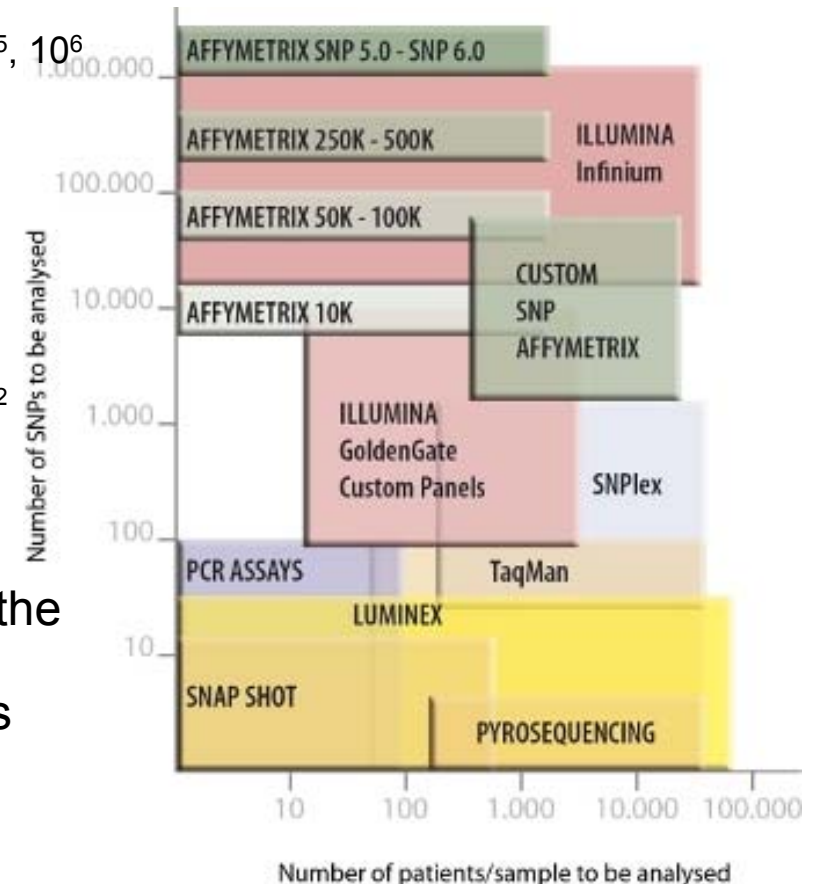 ⁵, 10⁶
AFFYMETRIX SNP 5.0 - SNP 6.0
1.000.000
ILLUMINA
Infinium
AFFYMETRIX 250K - 500K
100.000
AFFYMETRIX 50K - 100K
CUSTOM
SNP
AFFYMETRIX
10.000
AFFYMETRIX 10K
Number of SNPs to be analysed
²
1.000
ILLUMINA
GoldenGate
Custom Panels
SNPlex
100
PCR ASSAYS
TaqMan
the
LUMINEX
10
s
SNAP SHOT
PYROSEQUENCING
10
100
1.000
10.000
100.000
Number of patients/sample to be analysed